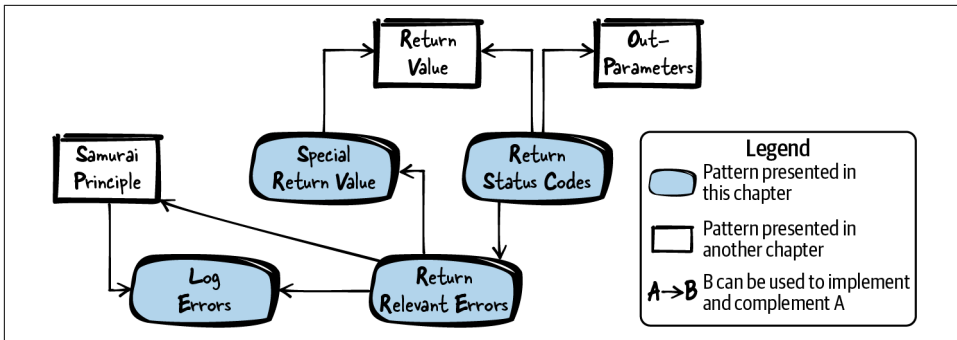 Return
Value
Out-
Parameters
Samurai
Principle
Special
Return Value
Return
Status Codes
Log
Errors
Return
Relevant Errors
Legend
Pattern presented in
this chapter
Pattern presented in
another chapter
A→B B can be used to implement
and complement A